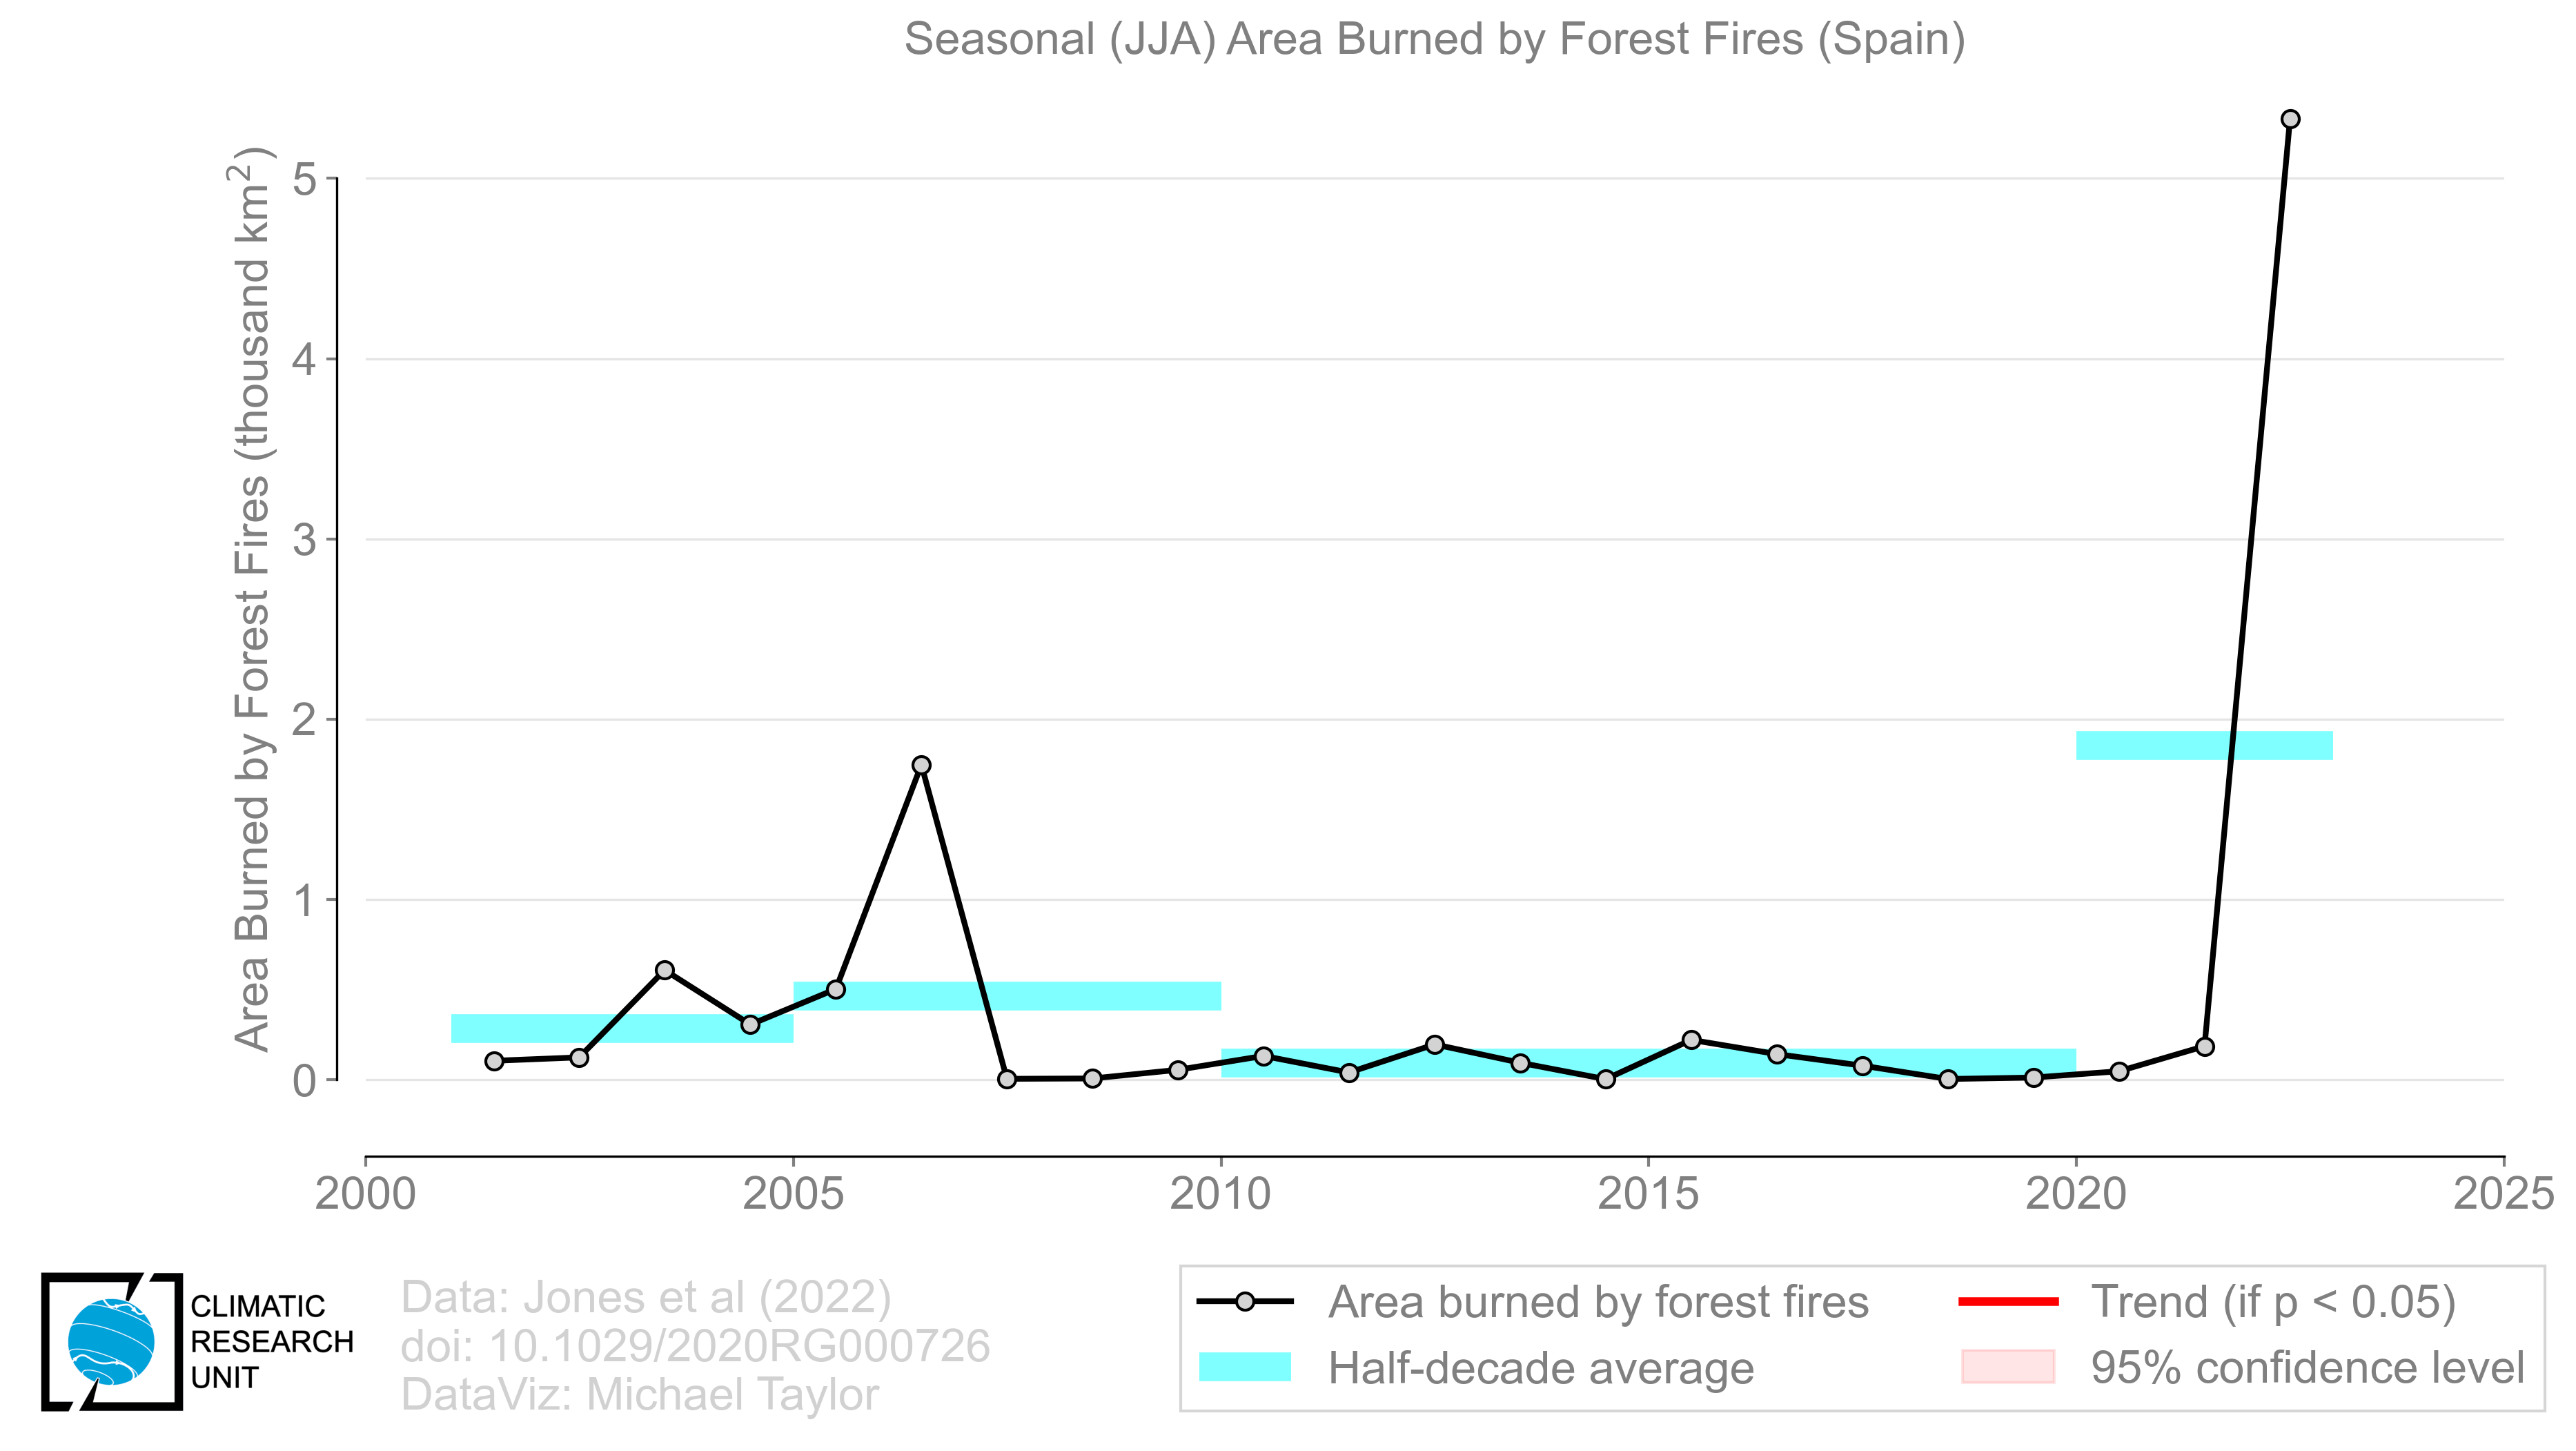 Seasonal (JJA) Area Burned by Forest Fires (Spain)
Area Burned by Forest Fires (thousand km²)
5
4
3
2
1
0
2000 2005 2010 2015 2020 2025
CLIMATIC
RESEARCH
UNIT
Data: Jones et al (2022)
doi: 10.1029/2020RG000726
DataViz: Michael Taylor
Area burned by forest fires
Half-decade average
Trend (if p < 0.05)
95% confidence level